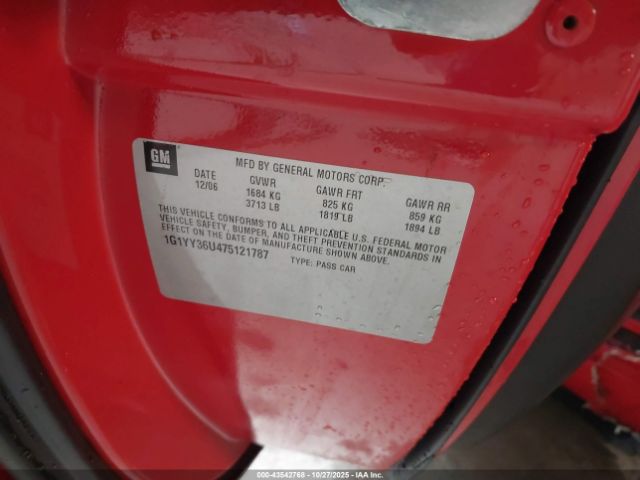 GM
MFD BY GENERAL MOTORS CORP.
DATE GVWR GAWR FRT GAWR RR
12/06 1684 KG 825 KG 859 KG
3713 LB 1819 LB 1894 LB
THIS VEHICLE CONFORMS TO ALL APPLICABLE U.S. FEDERAL MOTOR
VEHICLE SAFETY, BUMPER, AND THEFT PREVENTION STANDARDS IN
EFFECT ON THE DATE OF MANUFACTURE SHOWN ABOVE.
1G1YY36U475121787 TYPE: PASS CAR
000-43542768 - 10/27/2025 - IAAI.COM